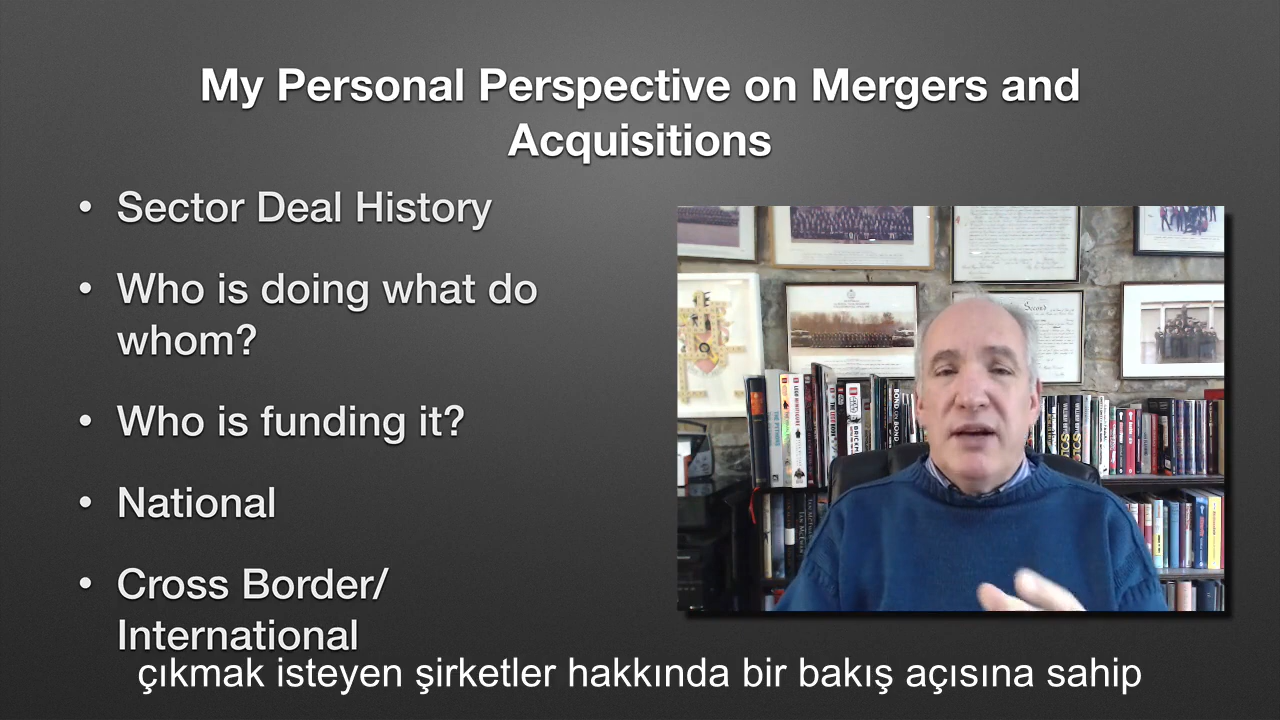 My Personal Perspective on Mergers and
Acquisitions
• Sector Deal History
• Who is doing what do
whom?
• Who is funding it?
• National
• Cross Border/
International
çıkmak isteyen şirketler hakkında bir bakış açısına sahip